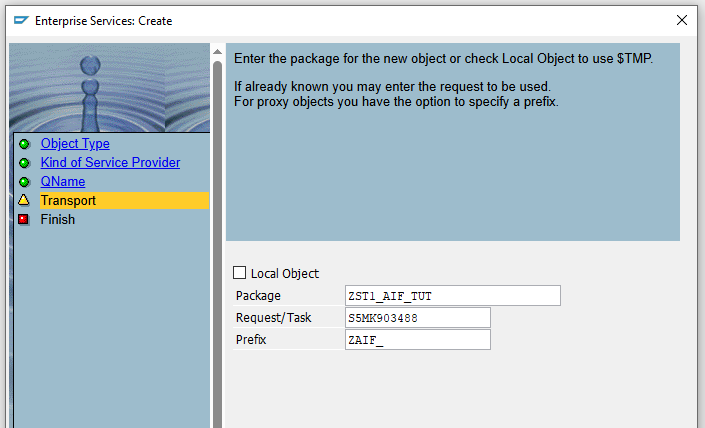 Enterprise Services: Create
Enter the package for the new object or check Local Object to use $TMP.
If already known you may enter the request to be used.
For proxy objects you have the option to specify a prefix.
Object Type
Kind of Service Provider
QName
Transport
Finish
Local Object
Package ZST1_AIF_TUT
Request/Task S5MK903488
Prefix ZAIF_